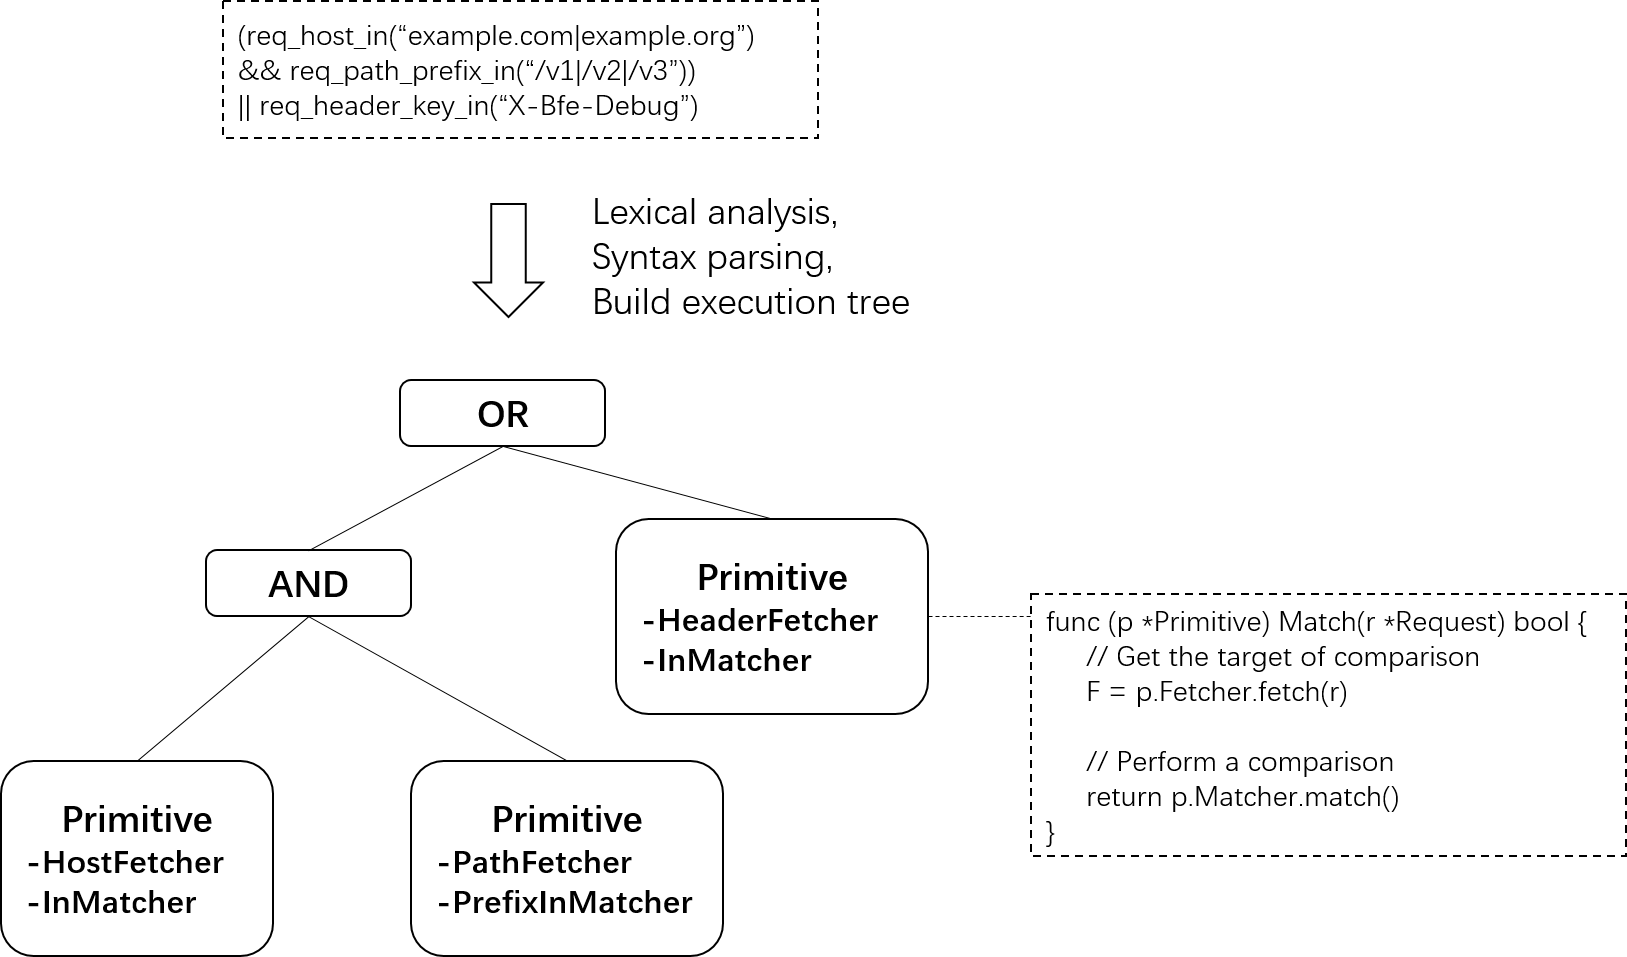 (req_host_in(“example.com|example.org”)
&& req_path_prefix_in(“/v1|/v2|/v3”))
|| req_header_key_in(“X-Bfe-Debug”)
Lexical analysis,
Syntax parsing,
Build execution tree
OR
AND
Primitive
-HeaderFetcher
-InMatcher
func (p *Primitive) Match(r *Request) bool {
// Get the target of comparison
F = p.Fetcher.fetch(r)
// Perform a comparison
return p.Matcher.match()
}
Primitive
-HostFetcher
-InMatcher
Primitive
-PathFetcher
-PrefixInMatcher